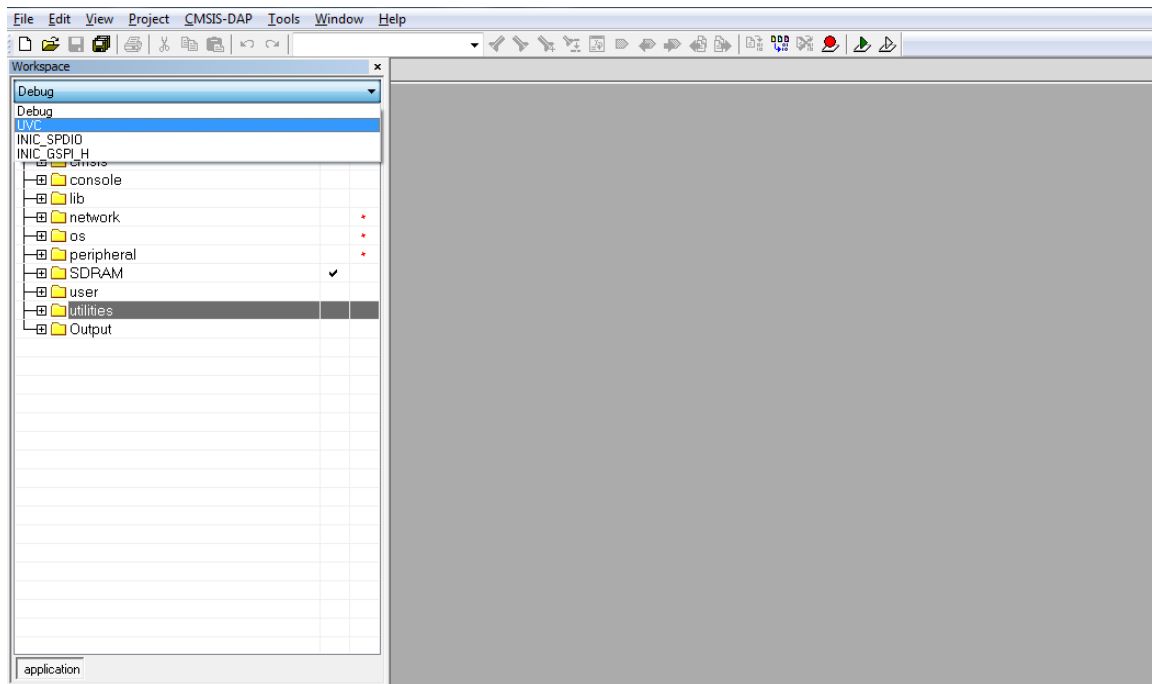 File Edit View Project CMSIS-DAP Tools Window Help
Workspace
Debug
Debug
UVC
INIC_SPDIO
INIC_GSPI_H
cmsis
console
lib
network
os
peripheral
SDRAM
user
utilities
Output
application